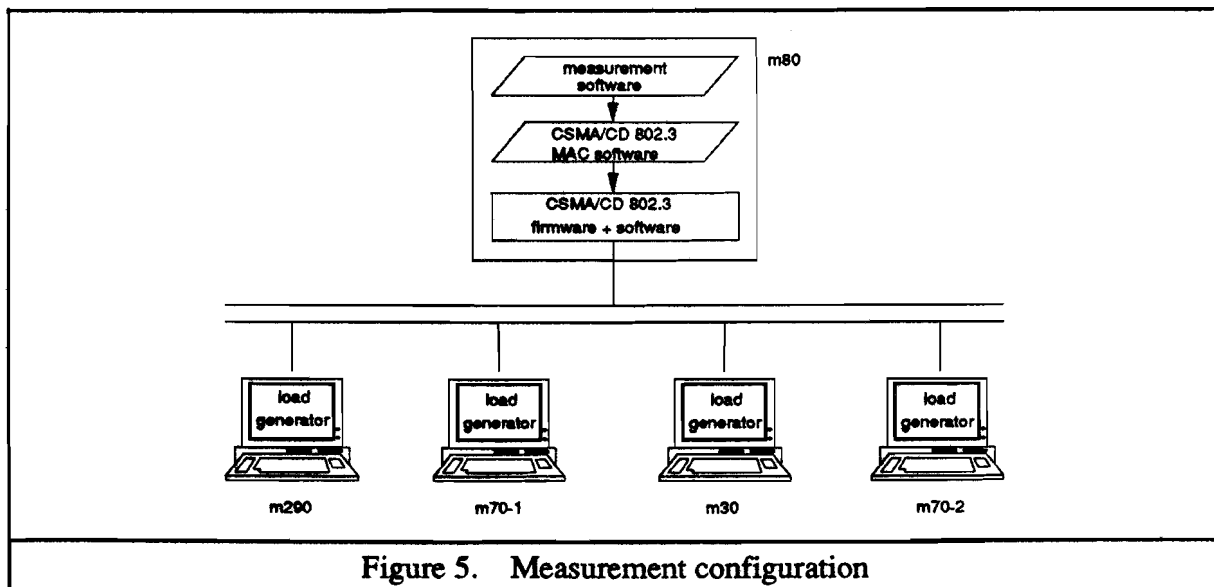 m80
measurement
software
CSMA/CD 802.3
MAC software
CSMA/CD 802.3
firmware + software
load
generator
load
generator
load
generator
load
generator
m290
m70-1
m30
m70-2
Figure 5. Measurement configuration